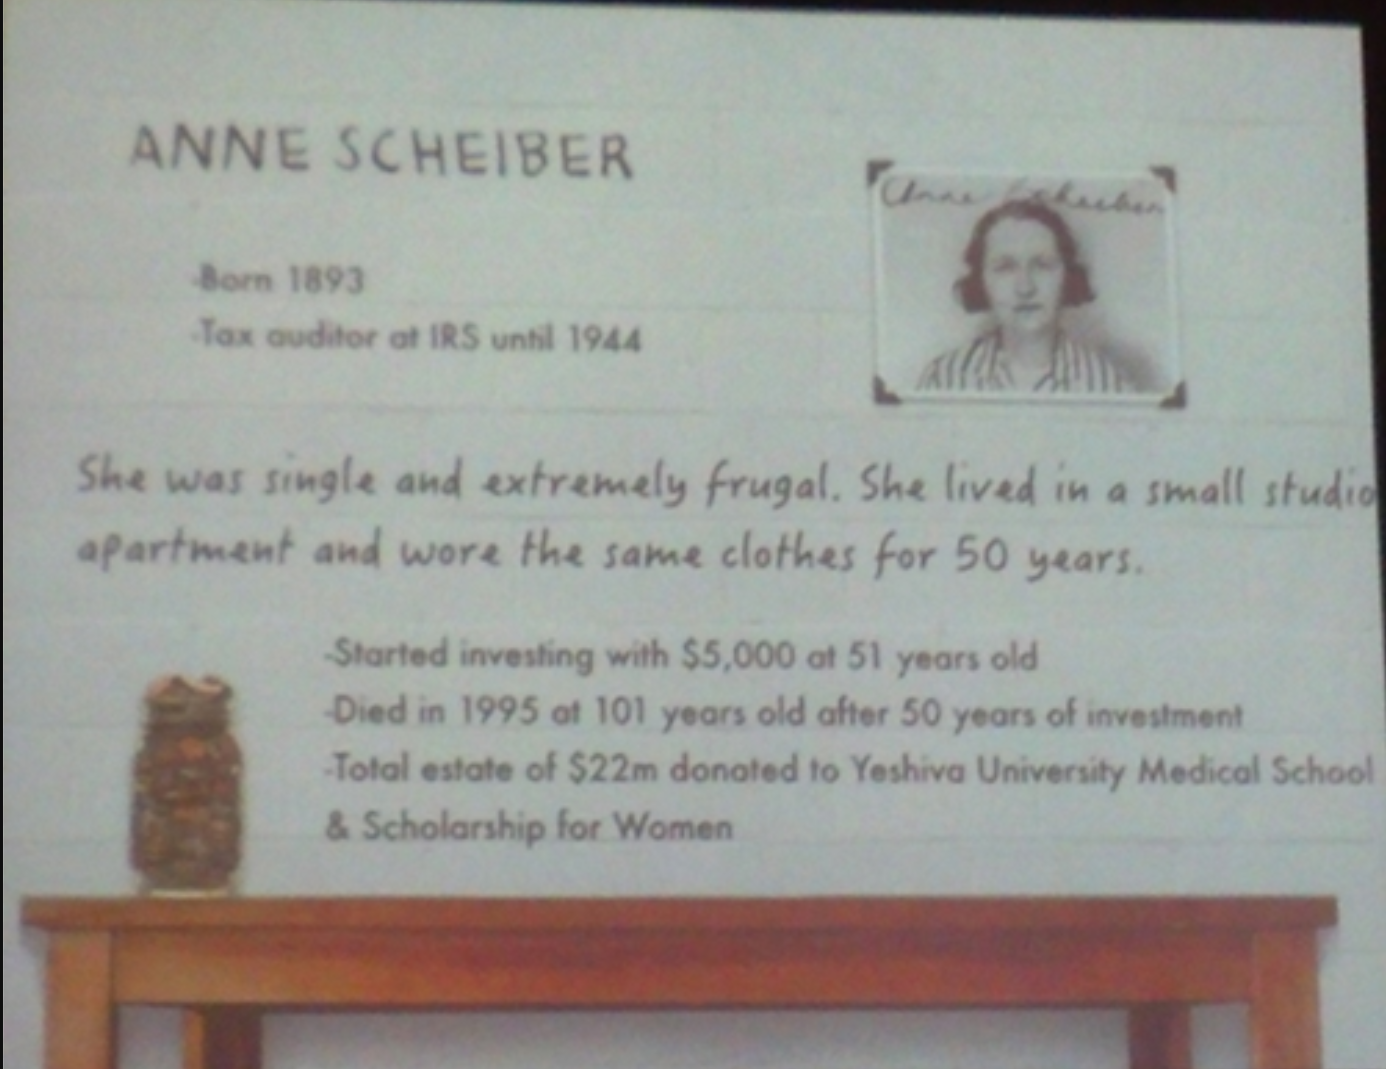 ANNE SCHEIBER
Anne Scheiber
-Born 1893
-Tax auditor at IRS until 1944
She was single and extremely frugal. She lived in a small studio
apartment and wore the same clothes for 50 years.
-Started investing with $5,000 at 51 years old
-Died in 1995 at 101 years old after 50 years of investment
-Total estate of $22m donated to Yeshiva University Medical School
& Scholarship for Women